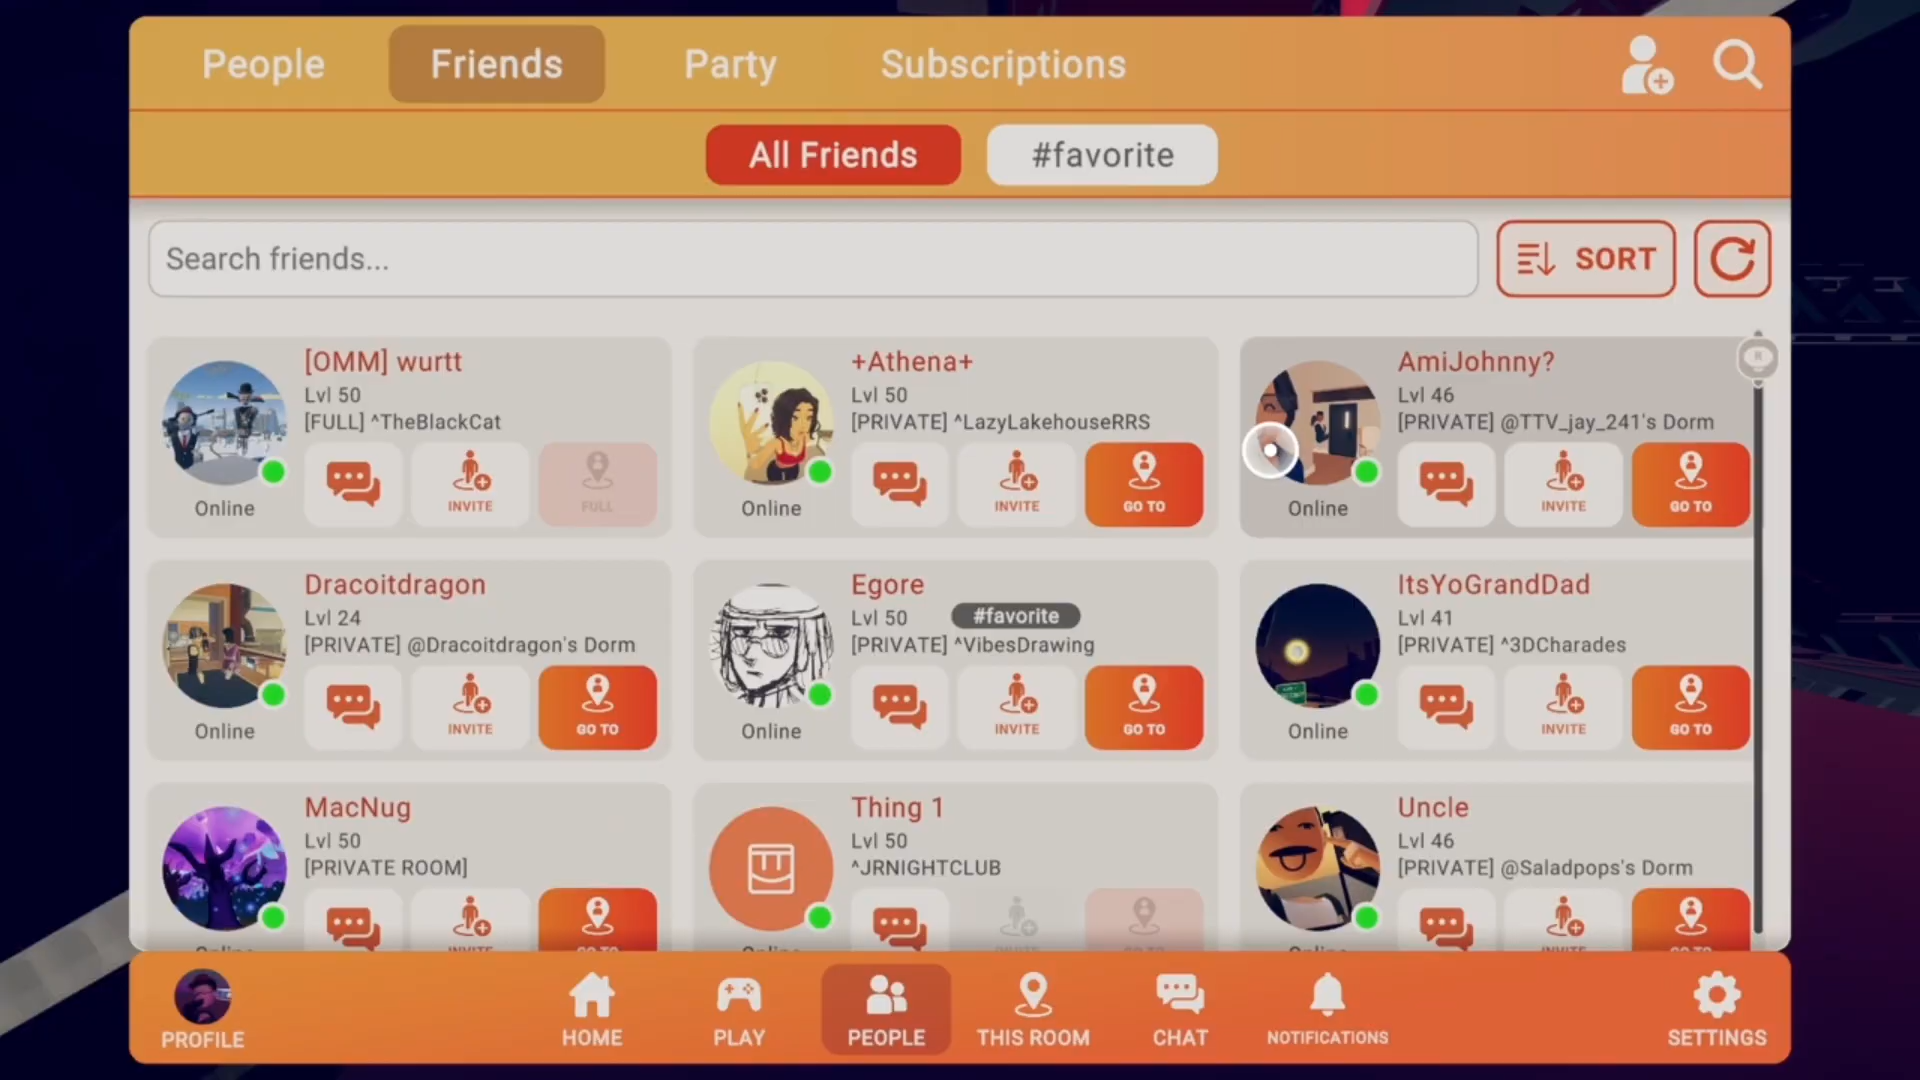 People
Friends
Party
Subscriptions
All Friends
#favorite
Search friends...
SORT
[OMM] wurtt
Lvl 50
[FULL] ^TheBlackCat
Online
INVITE
FULL
+Athena+
Lvl 50
[PRIVATE] ^LazyLakehouseRRS
Online
INVITE
GO TO
AmiJohnny?
Lvl 46
[PRIVATE] @TTV_jay_241's Dorm
Online
INVITE
GO TO
Dracoitdragon
Lvl 24
[PRIVATE] @Dracoitdragon's Dorm
Online
INVITE
GO TO
Egore
Lvl 50
#favorite
[PRIVATE] ^VibesDrawing
Online
INVITE
GO TO
ItsYoGrandDad
Lvl 41
[PRIVATE] ^3DCharades
Online
INVITE
GO TO
MacNug
Lvl 50
[PRIVATE ROOM]
Thing 1
Lvl 50
^JRNIGHTCLUB
Uncle
Lvl 46
[PRIVATE] @Saladpops's Dorm
PROFILE
HOME
PLAY
PEOPLE
THIS ROOM
CHAT
NOTIFICATIONS
SETTINGS